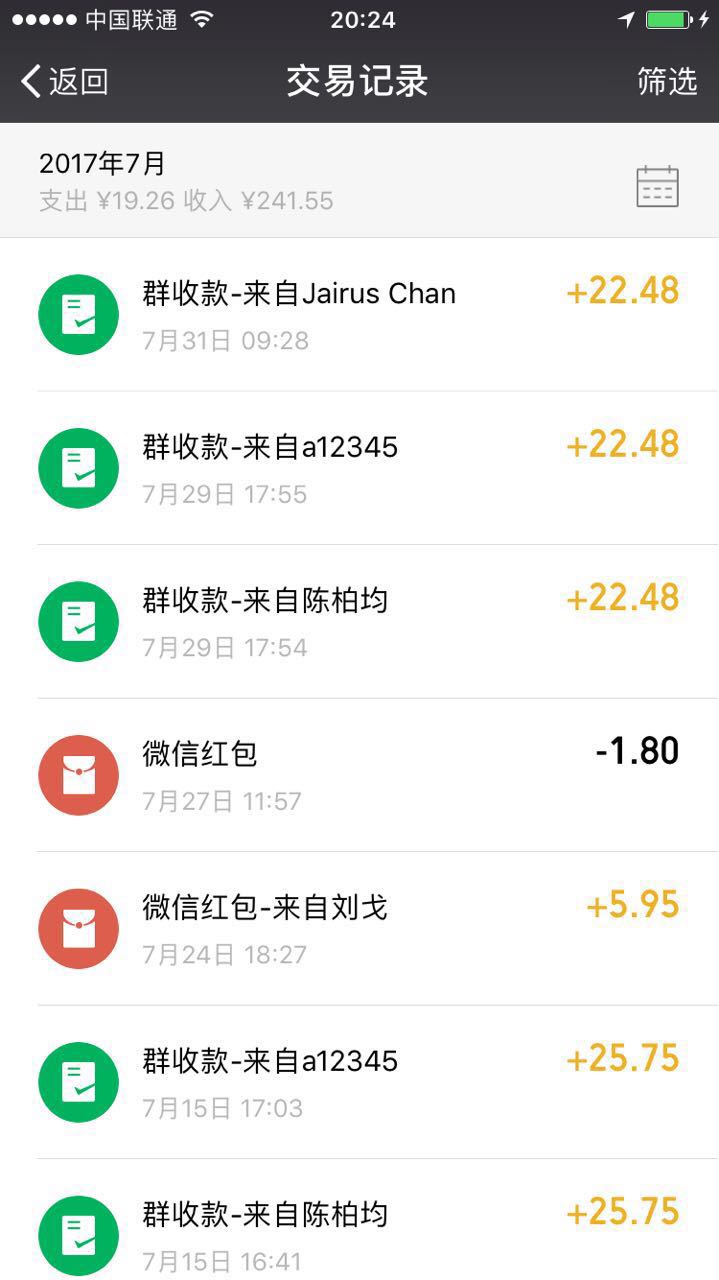 中国联通 20:24
返回 交易记录 筛选
2017年7月
支出 ¥19.26 收入 ¥241.55
群收款-来自Jairus Chan +22.48
7月31日 09:28
群收款-来自a12345 +22.48
7月29日 17:55
群收款-来自陈柏均 +22.48
7月29日 17:54
微信红包 -1.80
7月27日 11:57
微信红包-来自刘戈 +5.95
7月24日 18:27
群收款-来自a12345 +25.75
7月15日 17:03
群收款-来自陈柏均 +25.75
7月15日 16:41